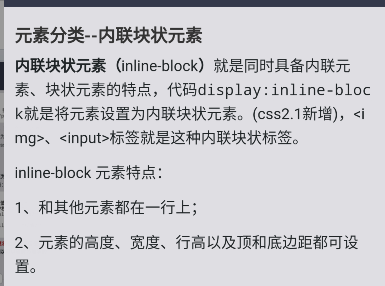 元素分类--内联块状元素
内联块状元素（inline-block）就是同时具备内联元
素、块状元素的特点，代码display:inline-bloc
k就是将元素设置为内联块状元素。(css2.1新增)，<i
mg>、<input>标签就是这种内联块状标签。
inline-block 元素特点：
1、和其他元素都在一行上；
2、元素的高度、宽度、行高以及顶和底边距都可设
置。